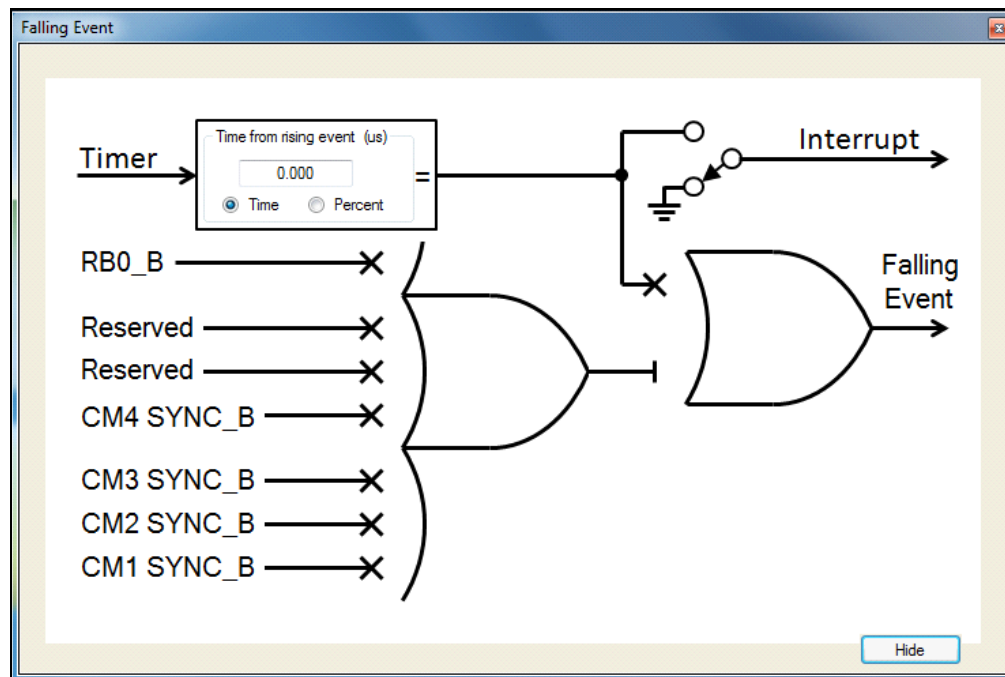 Falling Event
Time from rising event (us)
Timer
0.000
=
Time
Percent
Interrupt
RB0_B
Falling
Event
Reserved
Reserved
CM4 SYNC_B
CM3 SYNC_B
CM2 SYNC_B
CM1 SYNC_B
Hide